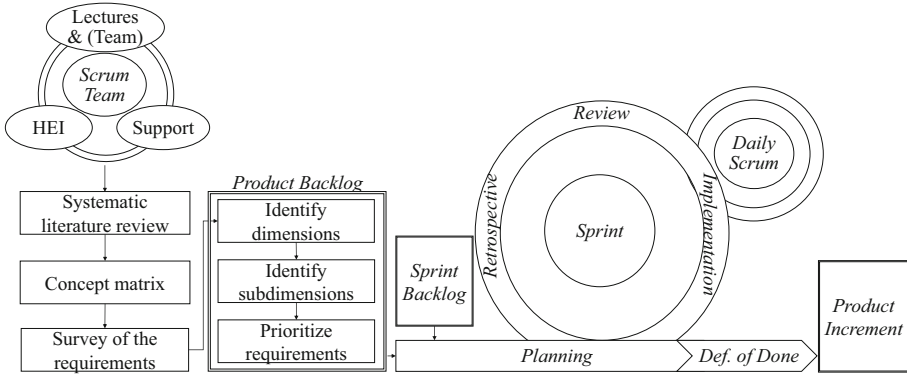 Lectures
& (Team)
Scrum
Team
HEI
Support
Systematic
literature review
Concept matrix
Survey of the
requirements
Product Backlog
Identify
dimensions
Identify
subdimensions
Prioritize
requirements
Sprint
Backlog
Review
Retrospective
Implementation
Sprint
Daily
Scrum
Planning
Def. of Done
Product
Increment